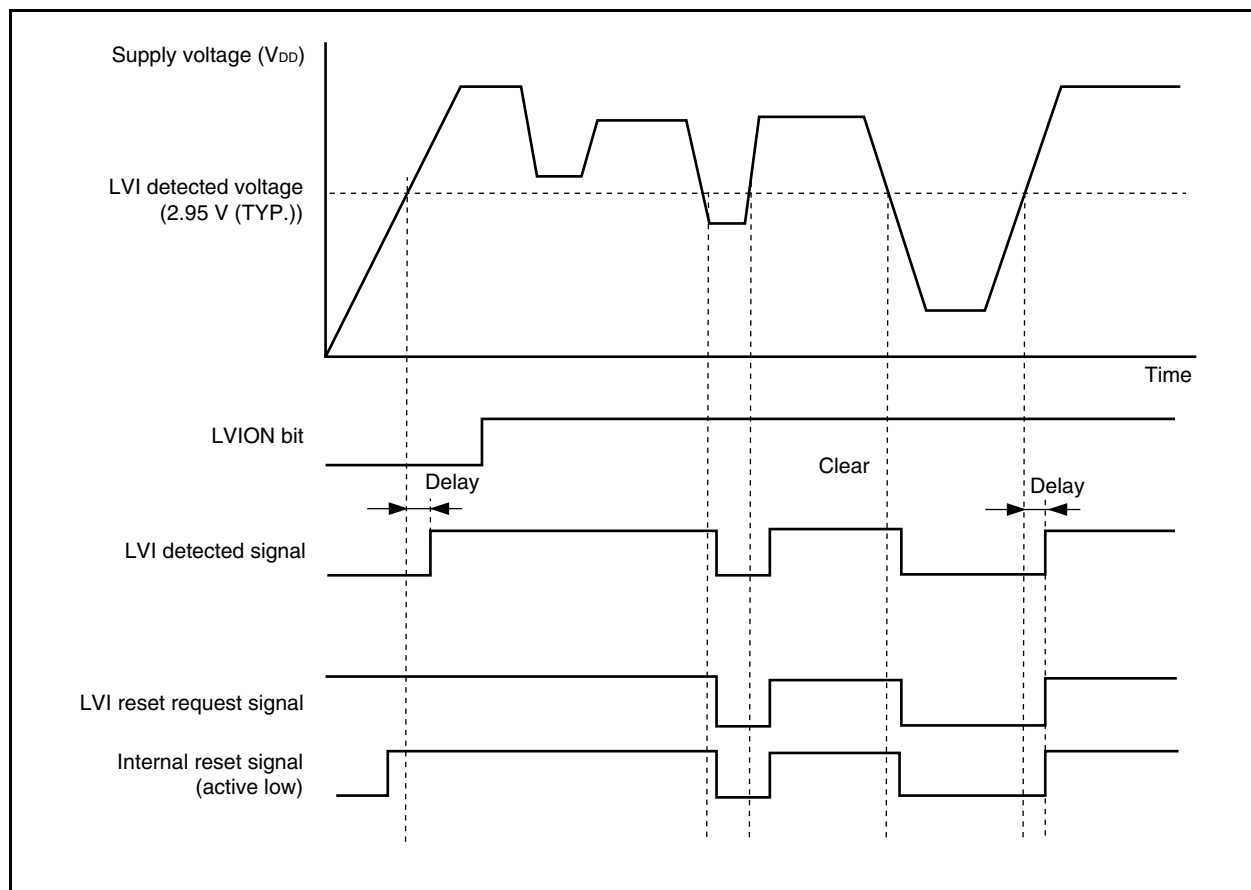 Supply voltage (VDD)
LVI detected voltage
(2.95 V (TYP.))
Time
LVION bit
Clear
Delay
Delay
LVI detected signal
LVI reset request signal
Internal reset signal
(active low)